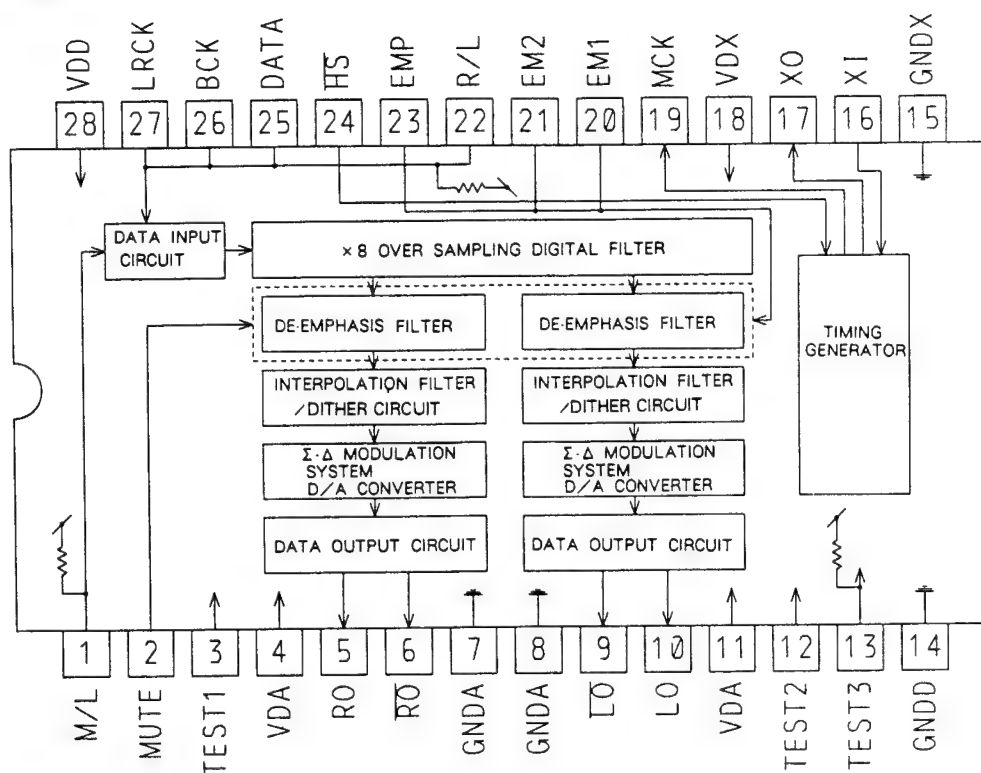 VDD LRCK BCK DATA HS EMP R/L EM2 EM1 MCK VDX XO XI GNDX
28 27 26 25 24 23 22 21 20 19 18 17 16 15
DATA INPUT
CIRCUIT
×8 OVER SAMPLING DIGITAL FILTER
DE-EMPHASIS FILTER
DE-EMPHASIS FILTER
TIMING
GENERATOR
INTERPOLATION FILTER
/DITHER CIRCUIT
INTERPOLATION FILTER
/DITHER CIRCUIT
Σ-Δ MODULATION
SYSTEM
D/A CONVERTER
Σ-Δ MODULATION
SYSTEM
D/A CONVERTER
DATA OUTPUT CIRCUIT
DATA OUTPUT CIRCUIT
1 2 3 4 5 6 7 8 9 10 11 12 13 14
M/L MUTE TEST1 VDA RO RO GNDA GNDA LO LO VDA TEST2 TEST3 GNDD